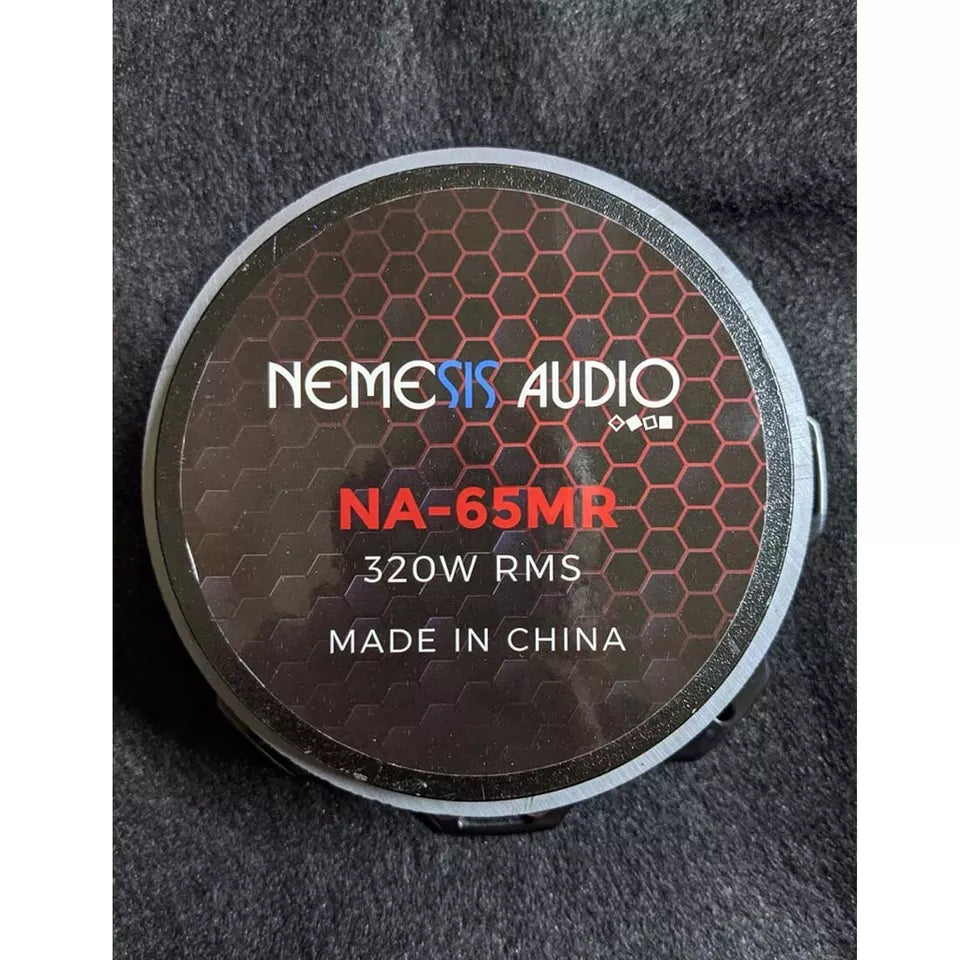 NEMESIS AUDIO
NA-65MR
320W RMS
MADE IN CHINA